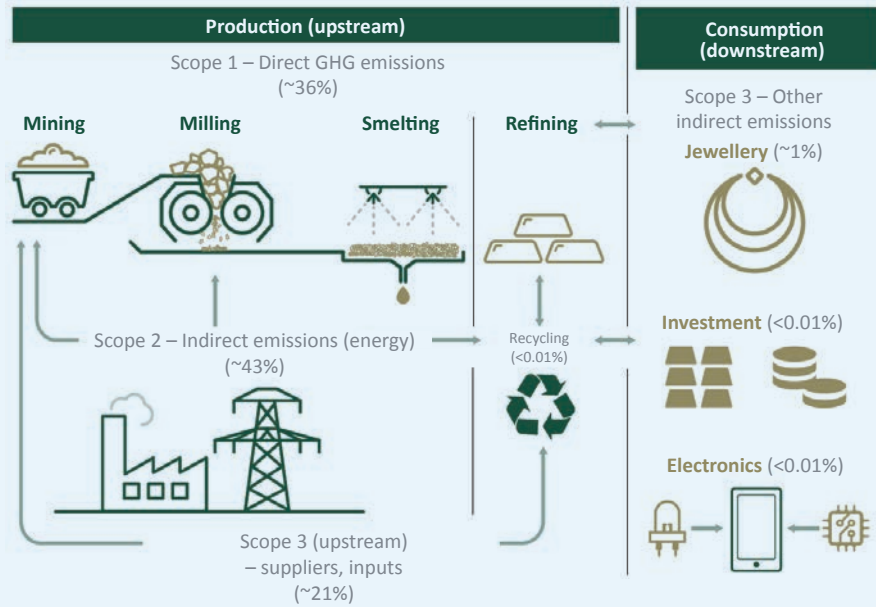 Production (upstream)
Scope 1 – Direct GHG emissions
(~36%)
Mining
Milling
Smelting
Refining
Scope 2 – Indirect emissions (energy)
(~43%)
Recycling
(<0.01%)
Scope 3 (upstream)
– suppliers, inputs
(~21%)
Consumption
(downstream)
Scope 3 – Other
indirect emissions
Jewellery (~1%)
Investment (<0.01%)
Electronics (<0.01%)